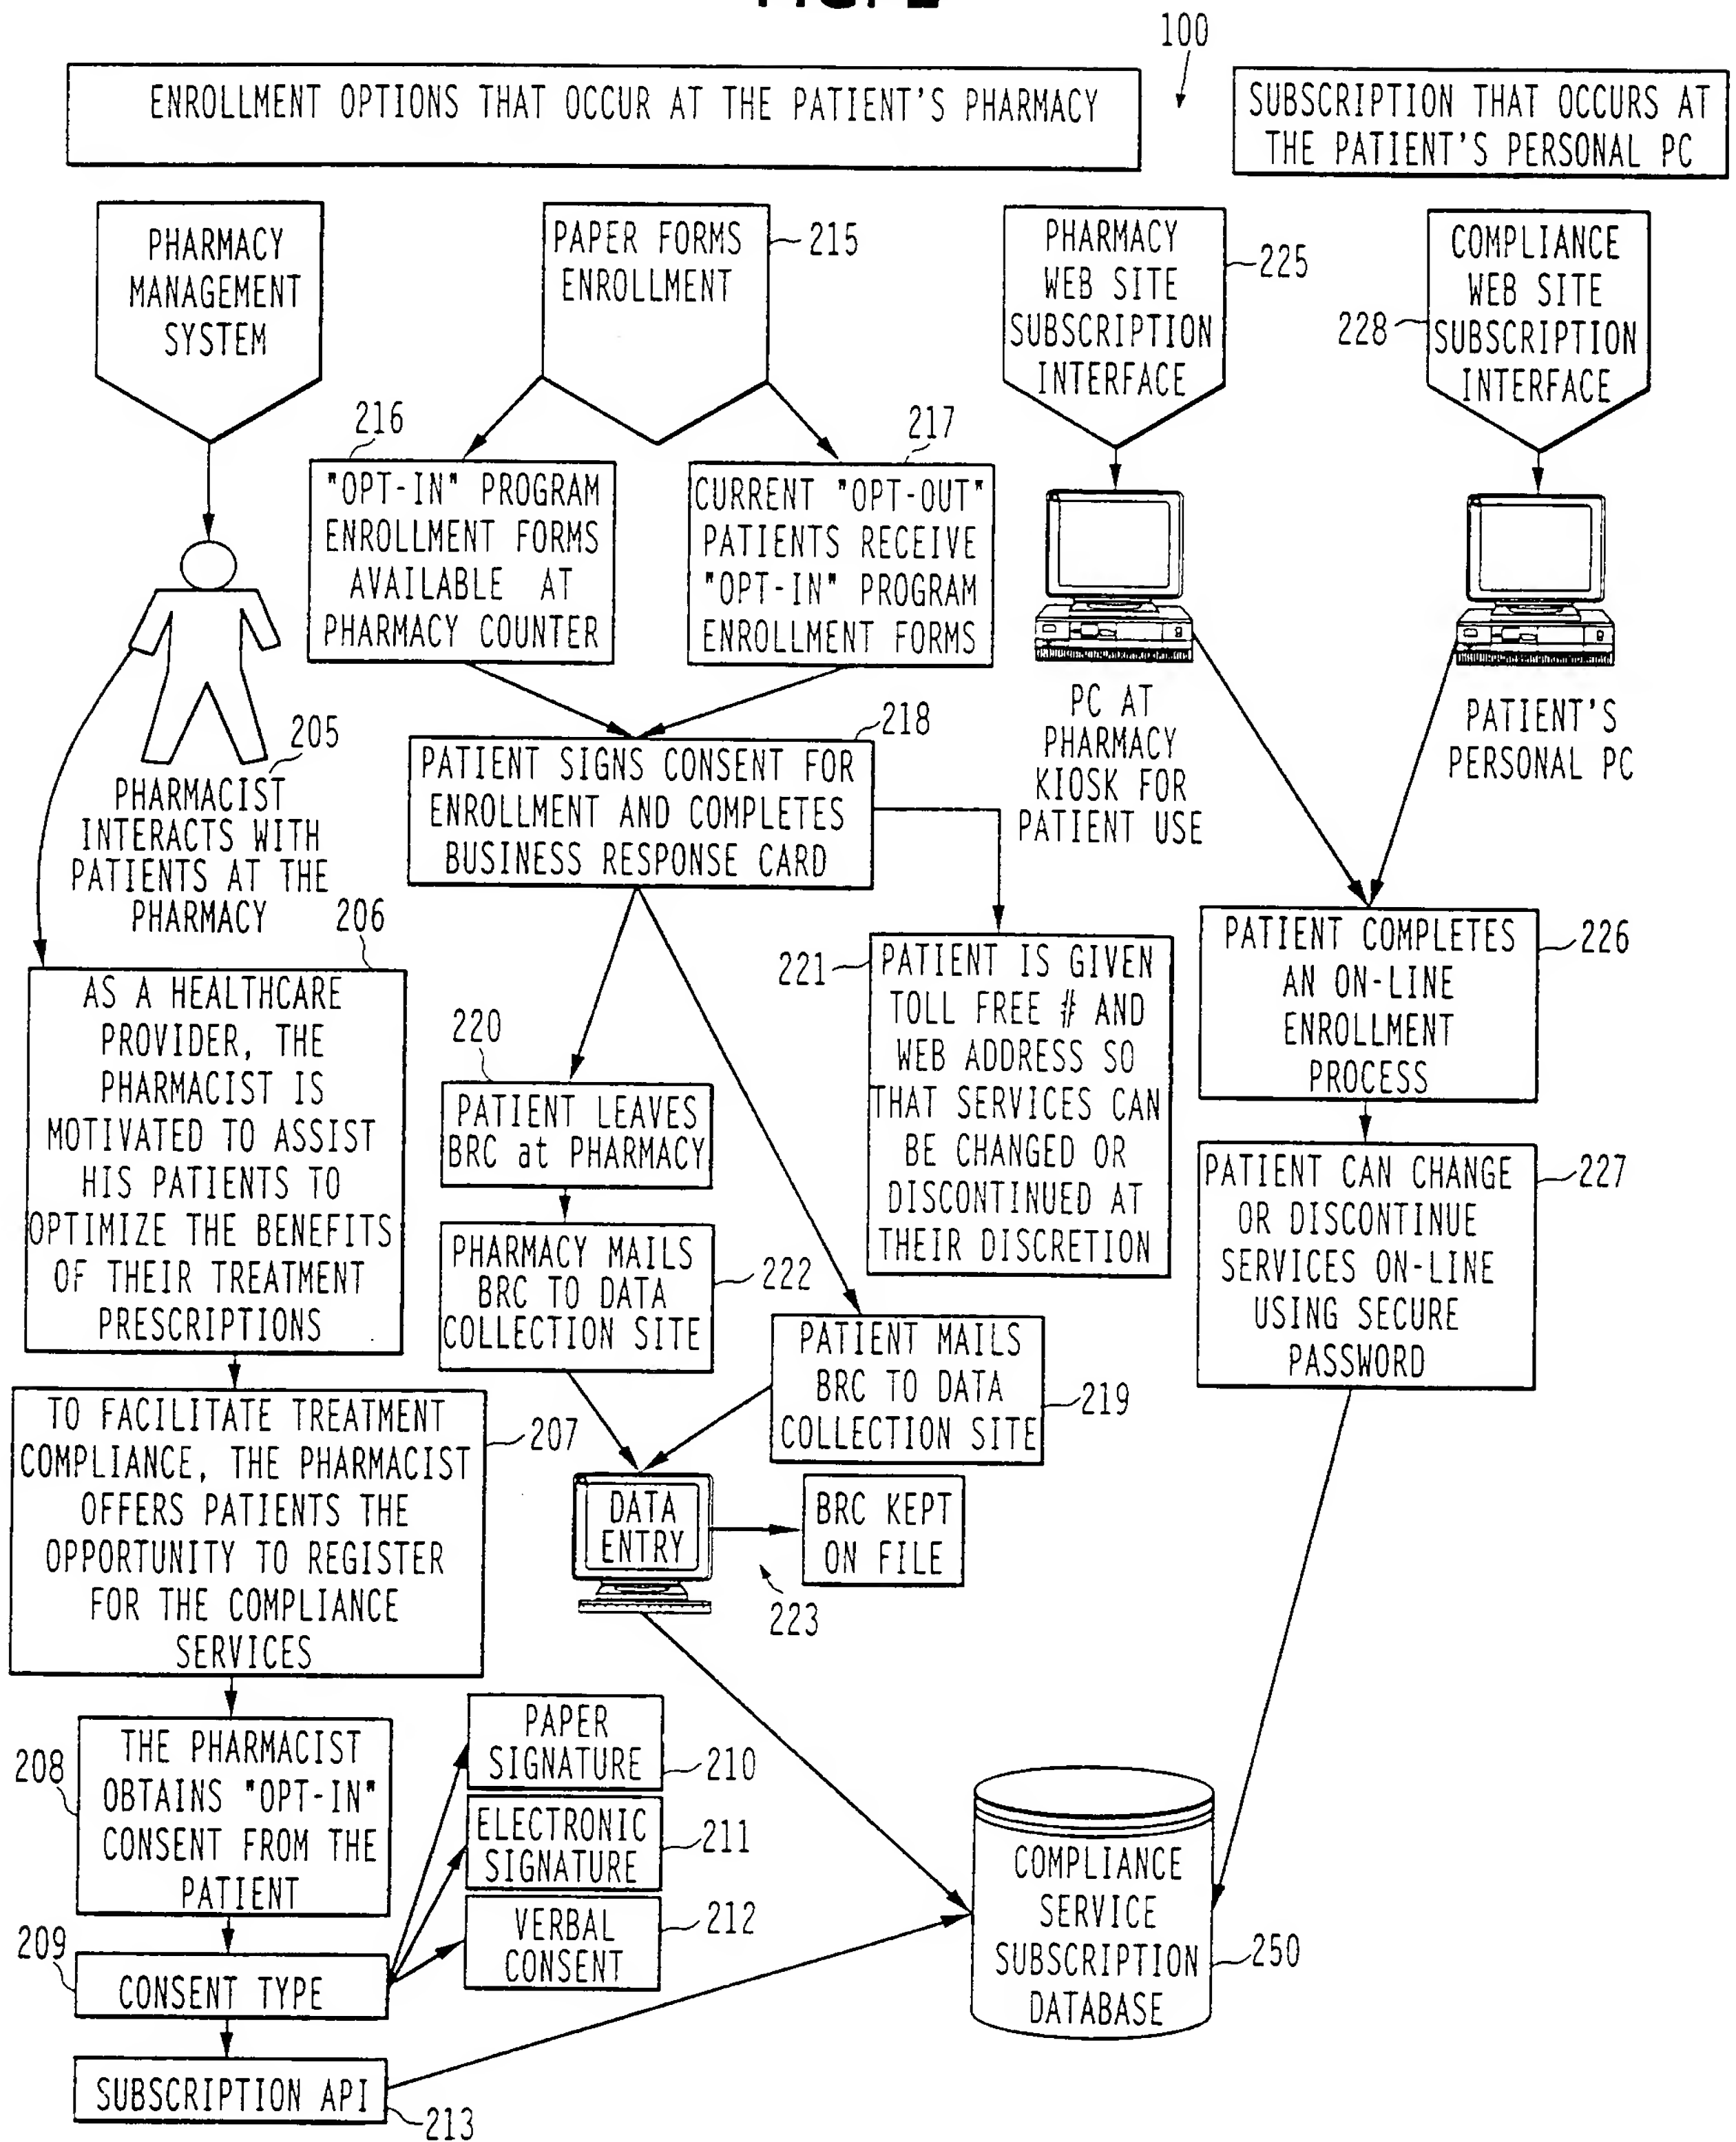 100
ENROLLMENT OPTIONS THAT OCCUR AT THE PATIENT'S PHARMACY
SUBSCRIPTION THAT OCCURS AT
THE PATIENT'S PERSONAL PC
PHARMACY
MANAGEMENT
SYSTEM
PAPER FORMS
ENROLLMENT
215
PHARMACY
WEB SITE
SUBSCRIPTION
INTERFACE
225
COMPLIANCE
WEB SITE
SUBSCRIPTION
INTERFACE
228
216
"OPT-IN" PROGRAM
ENROLLMENT FORMS
AVAILABLE AT
PHARMACY COUNTER
217
CURRENT "OPT-OUT"
PATIENTS RECEIVE
"OPT-IN" PROGRAM
ENROLLMENT FORMS
PC AT
PHARMACY
KIOSK FOR
PATIENT USE
PATIENT'S
PERSONAL PC
205
PHARMACIST
INTERACTS WITH
PATIENTS AT THE
PHARMACY
218
PATIENT SIGNS CONSENT FOR
ENROLLMENT AND COMPLETES
BUSINESS RESPONSE CARD
206
AS A HEALTHCARE
PROVIDER, THE
PHARMACIST IS
MOTIVATED TO ASSIST
HIS PATIENTS TO
OPTIMIZE THE BENEFITS
OF THEIR TREATMENT
PRESCRIPTIONS
220
PATIENT LEAVES
BRC at PHARMACY
221
PATIENT IS GIVEN
TOLL FREE # AND
WEB ADDRESS SO
THAT SERVICES CAN
BE CHANGED OR
DISCONTINUED AT
THEIR DISCRETION
PATIENT COMPLETES
AN ON-LINE
ENROLLMENT
PROCESS
226
PATIENT CAN CHANGE
OR DISCONTINUE
SERVICES ON-LINE
USING SECURE
PASSWORD
227
PHARMACY MAILS
BRC TO DATA
COLLECTION SITE
222
PATIENT MAILS
BRC TO DATA
COLLECTION SITE
219
TO FACILITATE TREATMENT
COMPLIANCE, THE PHARMACIST
OFFERS PATIENTS THE
OPPORTUNITY TO REGISTER
FOR THE COMPLIANCE
SERVICES
207
DATA
ENTRY
BRC KEPT
ON FILE
223
208
THE PHARMACIST
OBTAINS "OPT-IN"
CONSENT FROM THE
PATIENT
PAPER
SIGNATURE
210
ELECTRONIC
SIGNATURE
211
VERBAL
CONSENT
212
209
CONSENT TYPE
SUBSCRIPTION API
213
COMPLIANCE
SERVICE
SUBSCRIPTION
DATABASE
250